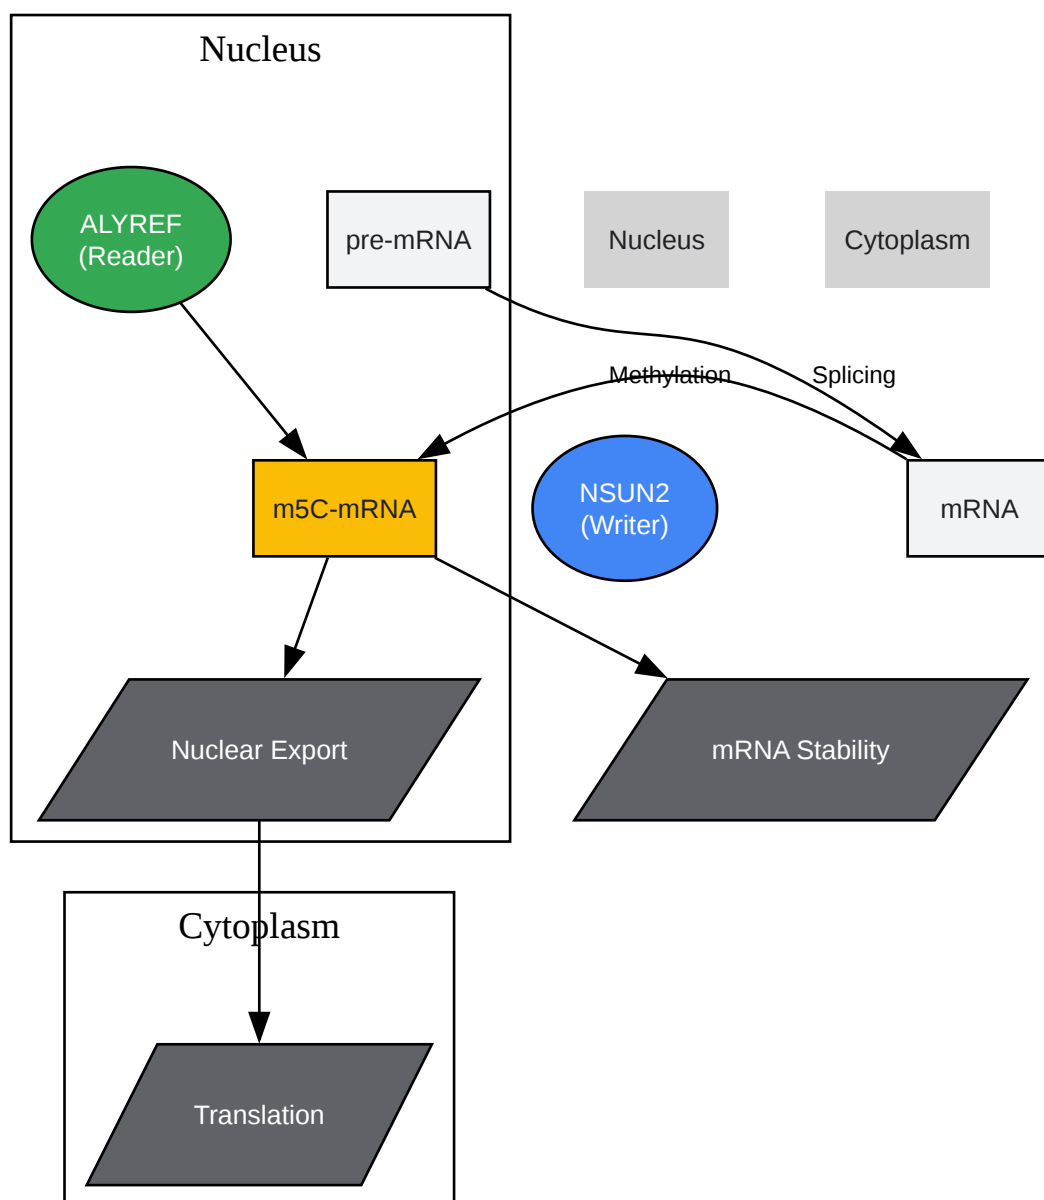 Nucleus
ALYREF
(Reader)
pre-mRNA
Nucleus
Cytoplasm
Methylation
Splicing
m5C-mRNA
NSUN2
(Writer)
mRNA
Nuclear Export
mRNA Stability
Cytoplasm
Translation